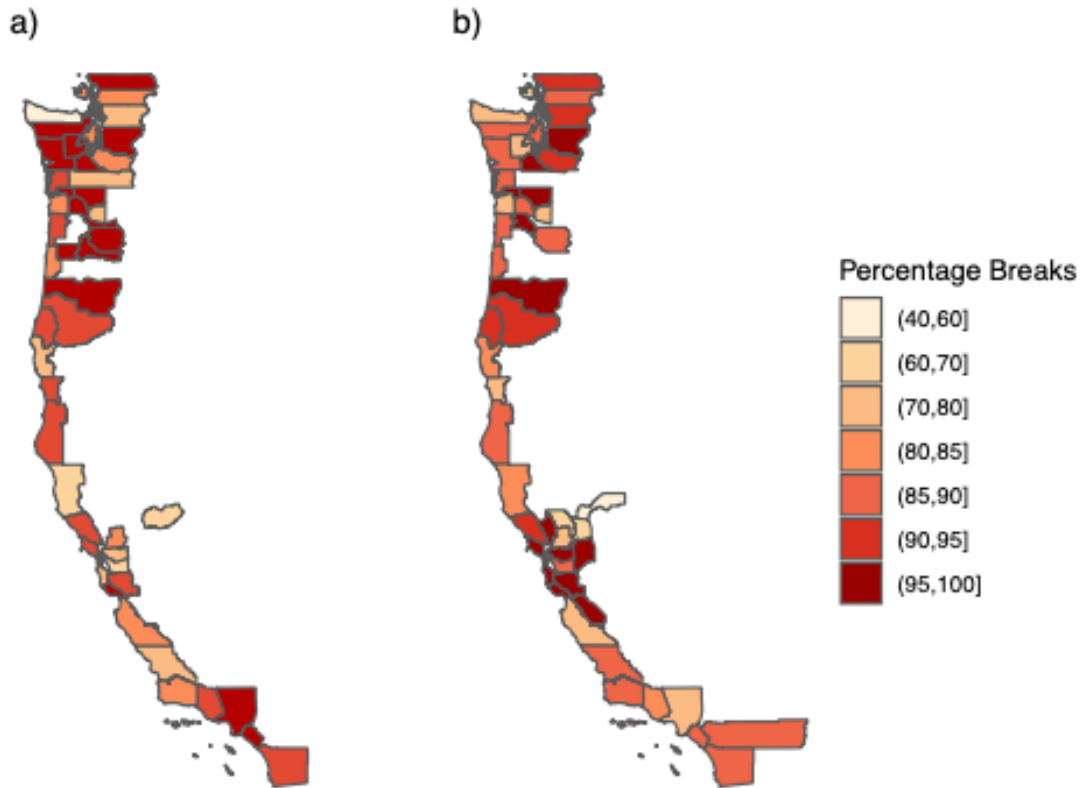 a)
b)
Percentage Breaks
(40,60]
(60,70]
(70,80]
(80,85]
(85,90]
(90,95]
(95,100]